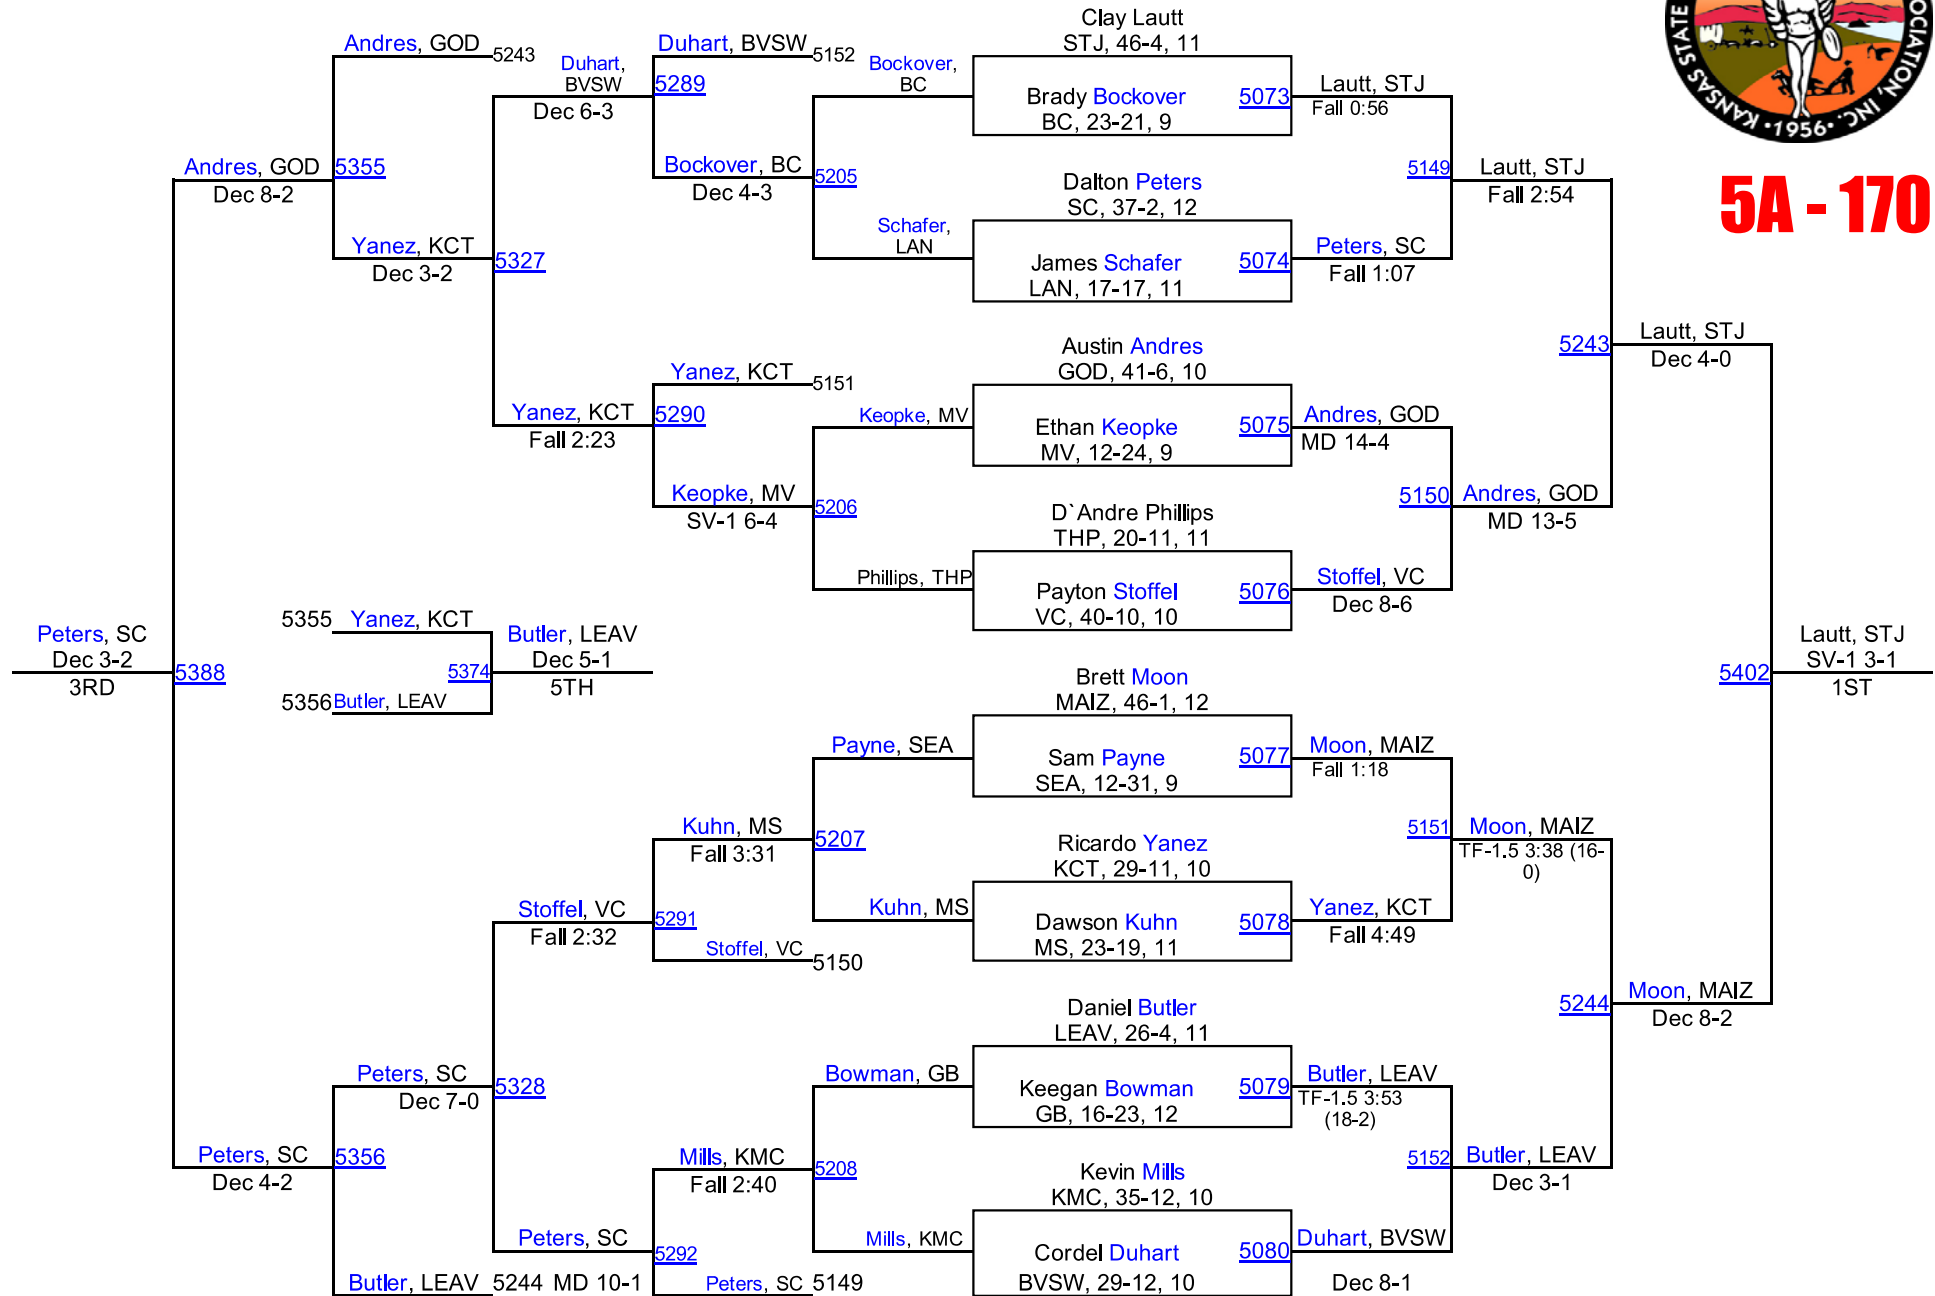 Clay Lautt
STJ, 46-4, 11
Brady Bockover
BC, 23-21, 9
5073
Dalton Peters
SC, 37-2, 12
James Schafer
LAN, 17-17, 11
5074
Austin Andres
GOD, 41-6, 10
Ethan Keopke
MV, 12-24, 9
5075
D`Andre Phillips
THP, 20-11, 11
Payton Stoffel
VC, 40-10, 10
5076
Brett Moon
MAIZ, 46-1, 12
Sam Payne
SEA, 12-31, 9
5077
Ricardo Yanez
KCT, 29-11, 10
Dawson Kuhn
MS, 23-19, 11
5078
Daniel Butler
LEAV, 26-4, 11
Keegan Bowman
GB, 16-23, 12
5079
Kevin Mills
KMC, 35-12, 10
Cordel Duhart
BVSW, 29-12, 10
5080
Lautt, STJ
Fall 0:56
5149
Peters, SC
Fall 1:07
Andres, GOD
MD 14-4
5150
Stoffel, VC
Dec 8-6
Moon, MAIZ
Fall 1:18
5151
Yanez, KCT
Fall 4:49
Butler, LEAV
TF-1.5 3:53
(18-2)
5152
Duhart, BVSW
Dec 8-1
Lautt, STJ
Fall 2:54
5243
Andres, GOD
MD 13-5
Moon, MAIZ
TF-1.5 3:38 (16-
0)
5244
Butler, LEAV
Dec 3-1
Lautt, STJ
Dec 4-0
5402
Moon, MAIZ
Dec 8-2
Lautt, STJ
SV-1 3-1
1ST
Bockover,
BC
5205
Schafer,
LAN
Keopke, MV
5206
Phillips, THP
Payne, SEA
5207
Kuhn, MS
Bowman, GB
5208
Mills, KMC
Duhart, BVSW
5152
5289
Bockover, BC
Dec 4-3
Yanez, KCT
5151
5290
Keopke, MV
SV-1 6-4
Kuhn, MS
Fall 3:31
5291
Stoffel, VC
5150
Mills, KMC
Fall 2:40
5292
Peters, SC
5149
Duhart,
BVSW
Dec 6-3
5327
Yanez, KCT
Fall 2:23
Stoffel, VC
Fall 2:32
5328
Peters, SC
MD 10-1
Andres, GOD
5243
5355
Yanez, KCT
Dec 3-2
Peters, SC
Dec 7-0
5356
Butler, LEAV
5244
Andres, GOD
Dec 8-2
5388
Peters, SC
Dec 4-2
Peters, SC
Dec 3-2
3RD
5355
Yanez, KCT
5374
5356
Butler, LEAV
Butler, LEAV
Dec 5-1
5TH
KANSAS STATE
OCIATION, INC.
•1956•
5A - 170